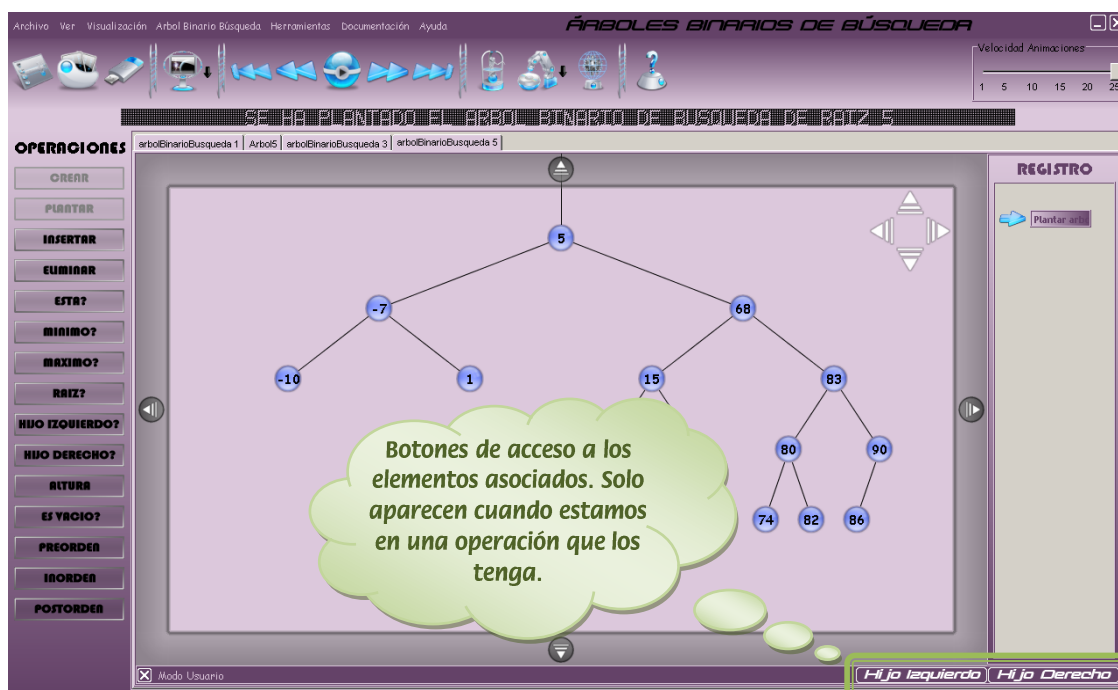 Archivo Ver Visualización Arbol Binario Búsqueda Herramientas Documentación Ayuda
ÁRBOLES BINARIOS DE BÚSQUEDA
Velocidad Animaciones
1 5 10 15 20 25
SE HA PLANTADO EL ARBOL BINARIO DE BUSQUEDA DE RAIZ 5
OPERACIONES
arbolBinarioBusqueda 1 Arbol5 arbolBinarioBusqueda 3 arbolBinarioBusqueda 5
CREAR
PLANTAR
INSERTAR
ELIMINAR
ESTA?
MINIMO?
MAXIMO?
RAIZ?
HIJO IZQUIERDO?
HIJO DERECHO?
ALTURA
ES VACIO?
PREORDEN
INORDEN
POSTORDEN
5
-7 68
-10 1 15 83
80 90
74 82 86
Botones de acceso a los
elementos asociados. Solo
aparecen cuando estamos
en una operación que los
tenga.
REGISTRO
Plantar
Modo Usuario
Hijo Izquierdo Hijo Derecho